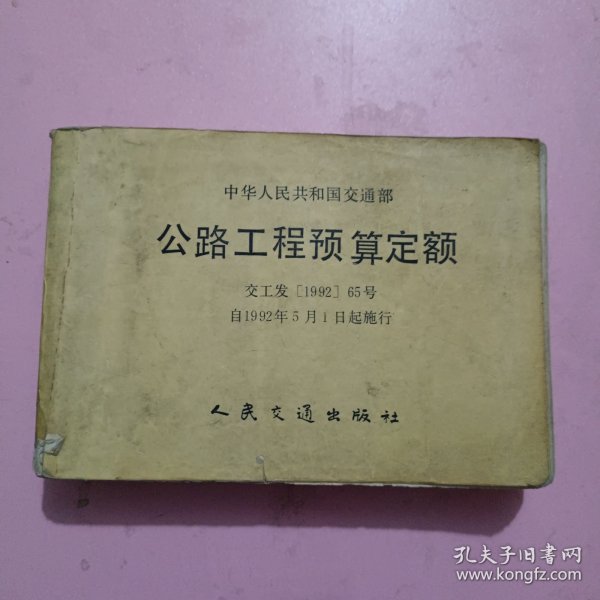 中华人民共和国交通部
公路工程预算定额
交工发［1992］65号
自1992年5月1日起施行
人民交通出版社
孔夫子旧书网
www.kongfz.com